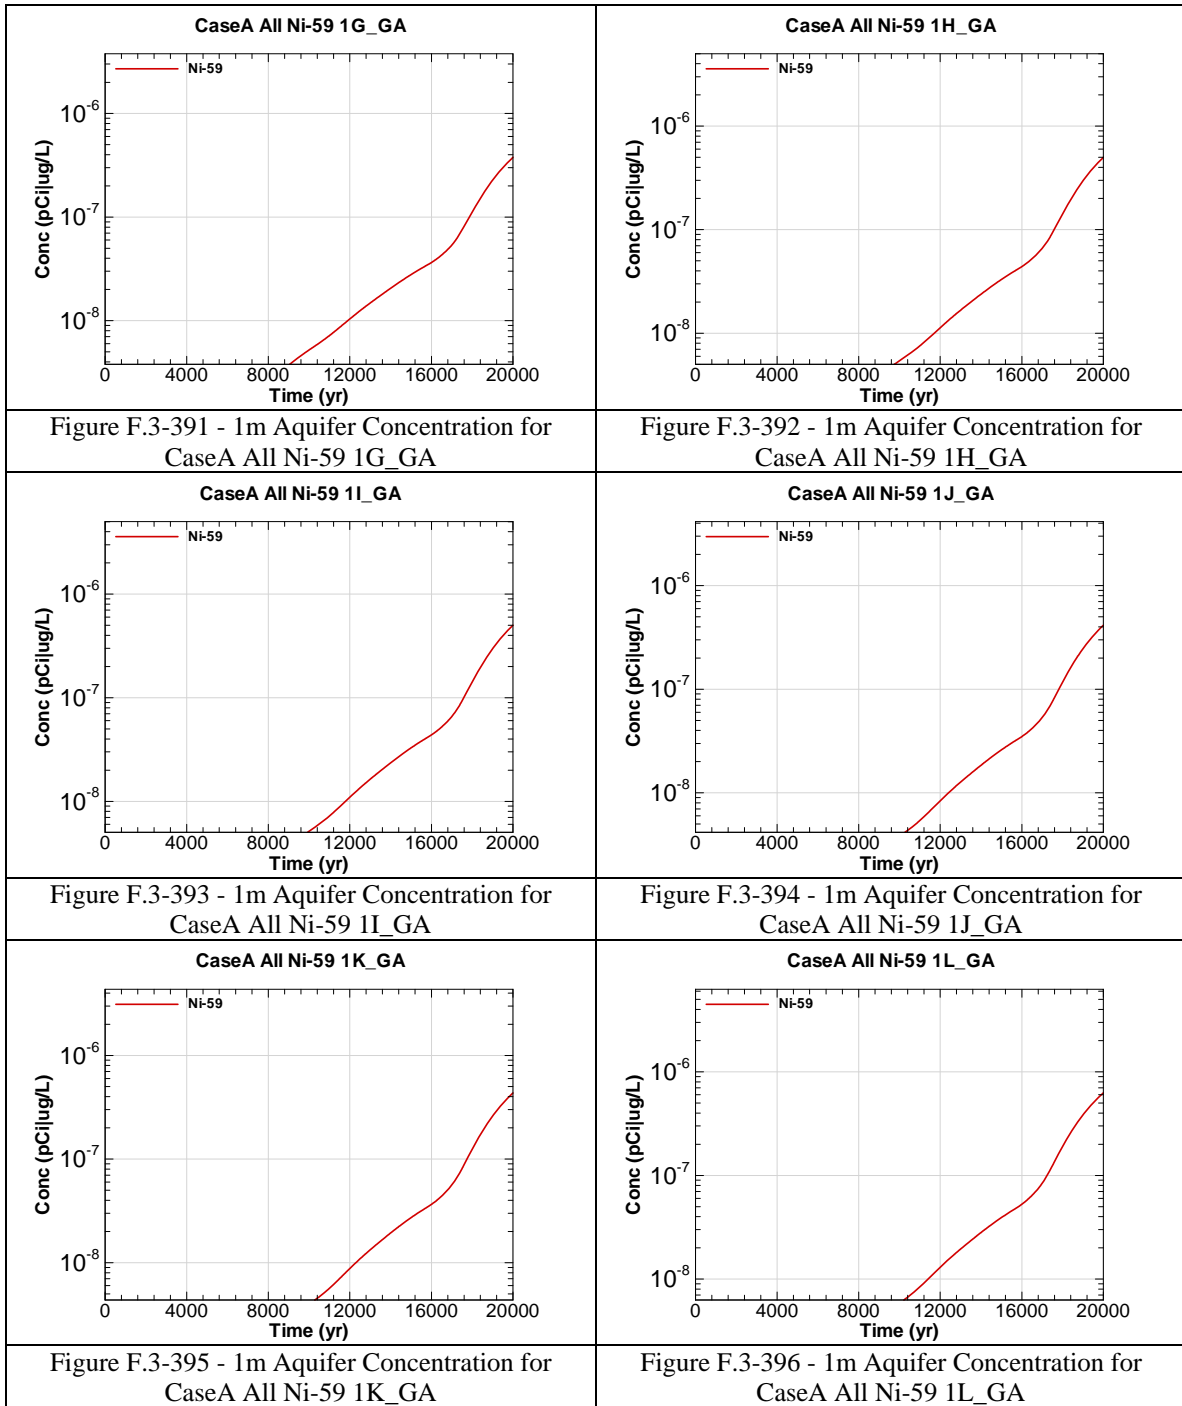 CaseA All Ni-59 1G_GA
Ni-59
10-6
10-7
10-8
Conc (pCi|ug/L)
0 4000 8000 12000 16000 20000
Time (yr)
Figure F.3-391 - 1m Aquifer Concentration for
CaseA All Ni-59 1G_GA
CaseA All Ni-59 1H_GA
Ni-59
10-6
10-7
10-8
Conc (pCi|ug/L)
0 4000 8000 12000 16000 20000
Time (yr)
Figure F.3-392 - 1m Aquifer Concentration for
CaseA All Ni-59 1H_GA
CaseA All Ni-59 1I_GA
Ni-59
10-6
10-7
10-8
Conc (pCi|ug/L)
0 4000 8000 12000 16000 20000
Time (yr)
Figure F.3-393 - 1m Aquifer Concentration for
CaseA All Ni-59 1I_GA
CaseA All Ni-59 1J_GA
Ni-59
10-6
10-7
10-8
Conc (pCi|ug/L)
0 4000 8000 12000 16000 20000
Time (yr)
Figure F.3-394 - 1m Aquifer Concentration for
CaseA All Ni-59 1J_GA
CaseA All Ni-59 1K_GA
Ni-59
10-6
10-7
10-8
Conc (pCi|ug/L)
0 4000 8000 12000 16000 20000
Time (yr)
Figure F.3-395 - 1m Aquifer Concentration for
CaseA All Ni-59 1K_GA
CaseA All Ni-59 1L_GA
Ni-59
10-6
10-7
10-8
Conc (pCi|ug/L)
0 4000 8000 12000 16000 20000
Time (yr)
Figure F.3-396 - 1m Aquifer Concentration for
CaseA All Ni-59 1L_GA